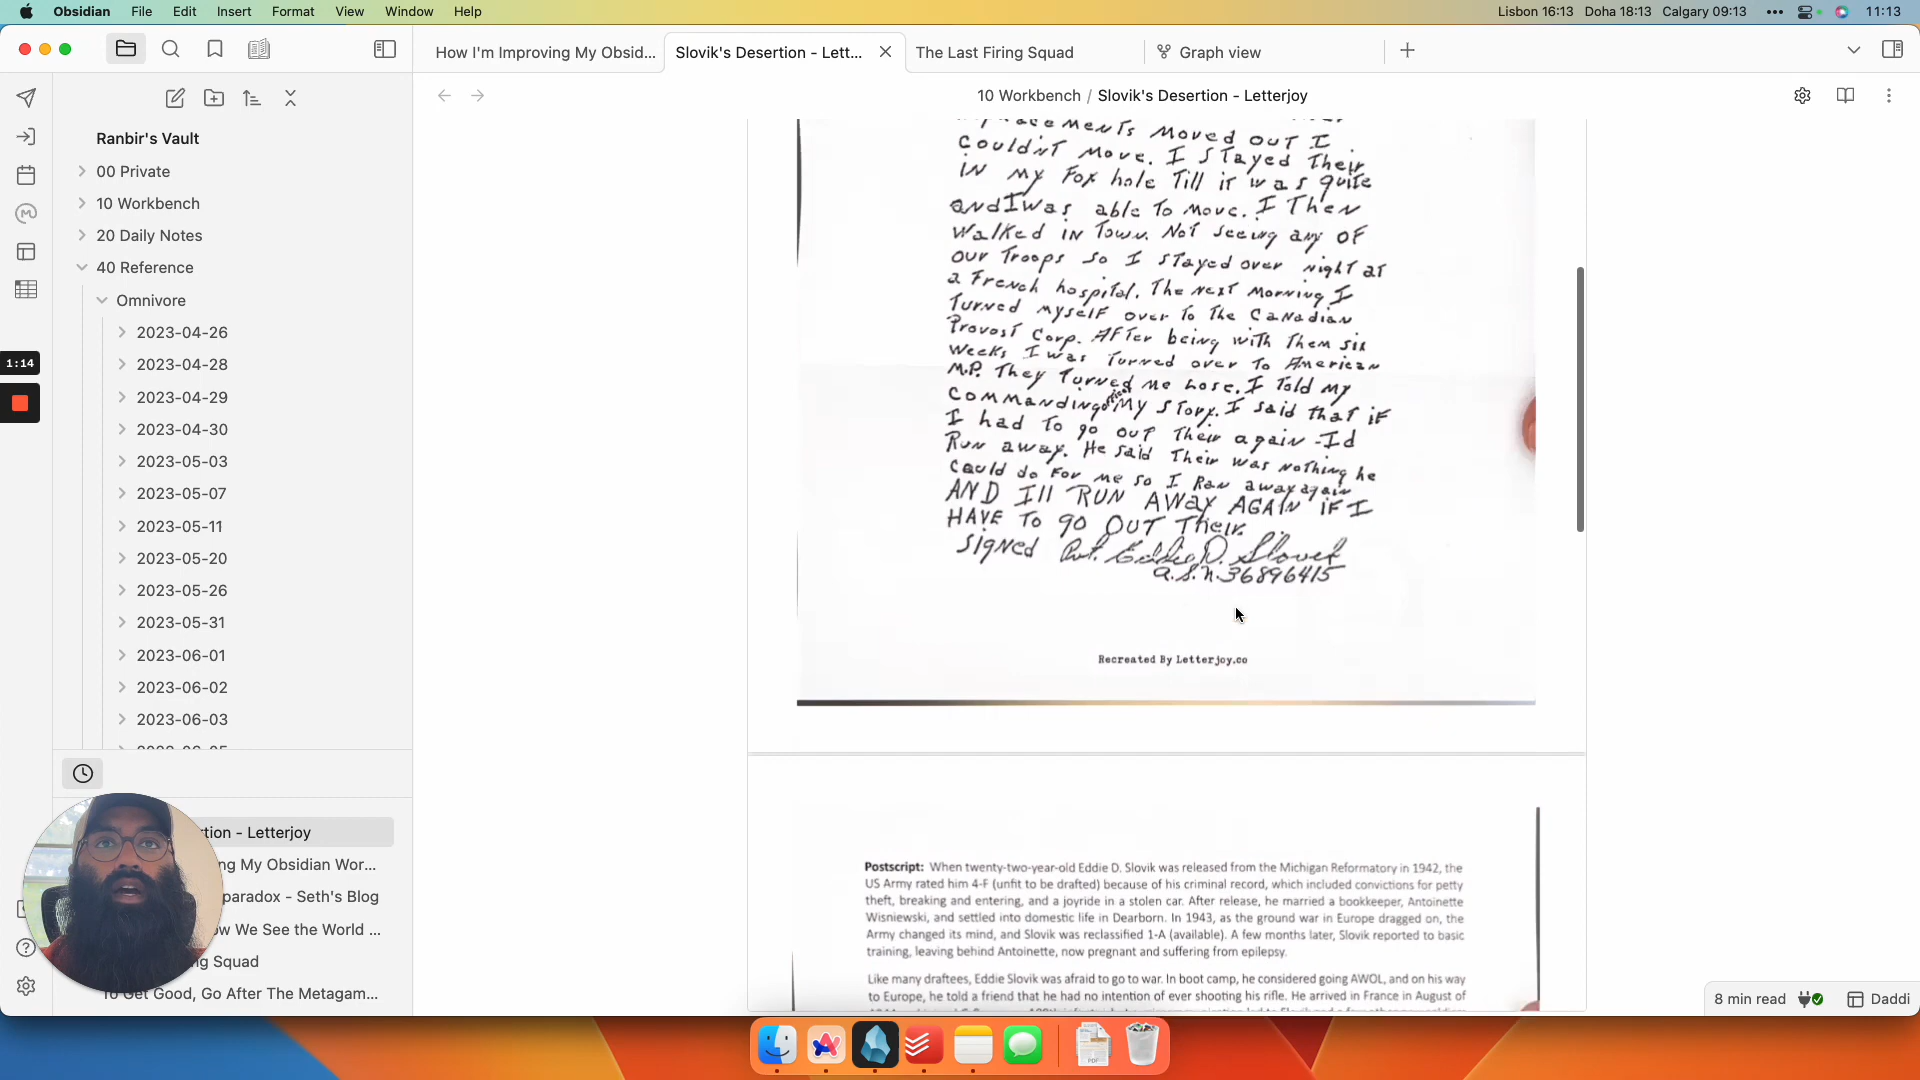 Obsidian File Edit Insert Format View Window Help
Lisbon 16:13 Doha 18:13 Calgary 09:13 11:13
How I'm Improving My Obsid...
Slovik's Desertion - Lett...
The Last Firing Squad
Graph view
10 Workbench / Slovik's Desertion - Letterjoy
Ranbir's Vault
00 Private
10 Workbench
20 Daily Notes
40 Reference
Omnivore
2023-04-26
2023-04-28
2023-04-29
2023-04-30
2023-05-03
2023-05-07
2023-05-11
2023-05-20
2023-05-26
2023-05-31
2023-06-01
2023-06-02
2023-06-03
1:14
tion - Letterjoy
ng My Obsidian Wor...
paradox - Seth's Blog
ow We See the World ...
ng Squad
To Get Good, Go After The Metagam...
Moved out I
couldnt move. I stayed their
in my fox hole till it was quite
and I was able to move. I then
walked in town. Not seeing any of
our troops so I stayed over night at
a French hospital. The next morning I
turned myself over to the Canadian
Provost Corp. After being with them six
weeks I was turned over to American
M.P. They turned me lose. I told my
commanding officer my story. I said that if
I had to go out their again Id
run away. He said their was nothing he
could do for me so I ran away again
AND I'll RUN AWAY AGAIN IF I
HAVE TO go OUT Their.
Signed Pvt. Eddie D. Slovik
A.S.N. 36896415
Recreated By Letterjoy.co
Postscript: When twenty-two-year-old Eddie D. Slovik was released from the Michigan Reformatory in 1942, the
US Army rated him 4-F (unfit to be drafted) because of his criminal record, which included convictions for petty
theft, breaking and entering, and a joyride in a stolen car. After release, he married a bookkeeper, Antoinette
Wisniewski, and settled into domestic life in Dearborn. In 1943, as the ground war in Europe dragged on, the
Army changed its mind, and Slovik was reclassified 1-A (available). A few months later, Slovik reported to basic
training, leaving behind Antoinette, now pregnant and suffering from epilepsy.
Like many draftees, Eddie Slovik was afraid to go to war. In boot camp, he considered going AWOL, and on his way
to Europe, he told a friend that he had no intention of ever shooting his rifle. He arrived in France in August of
8 min read
Daddi
PDF